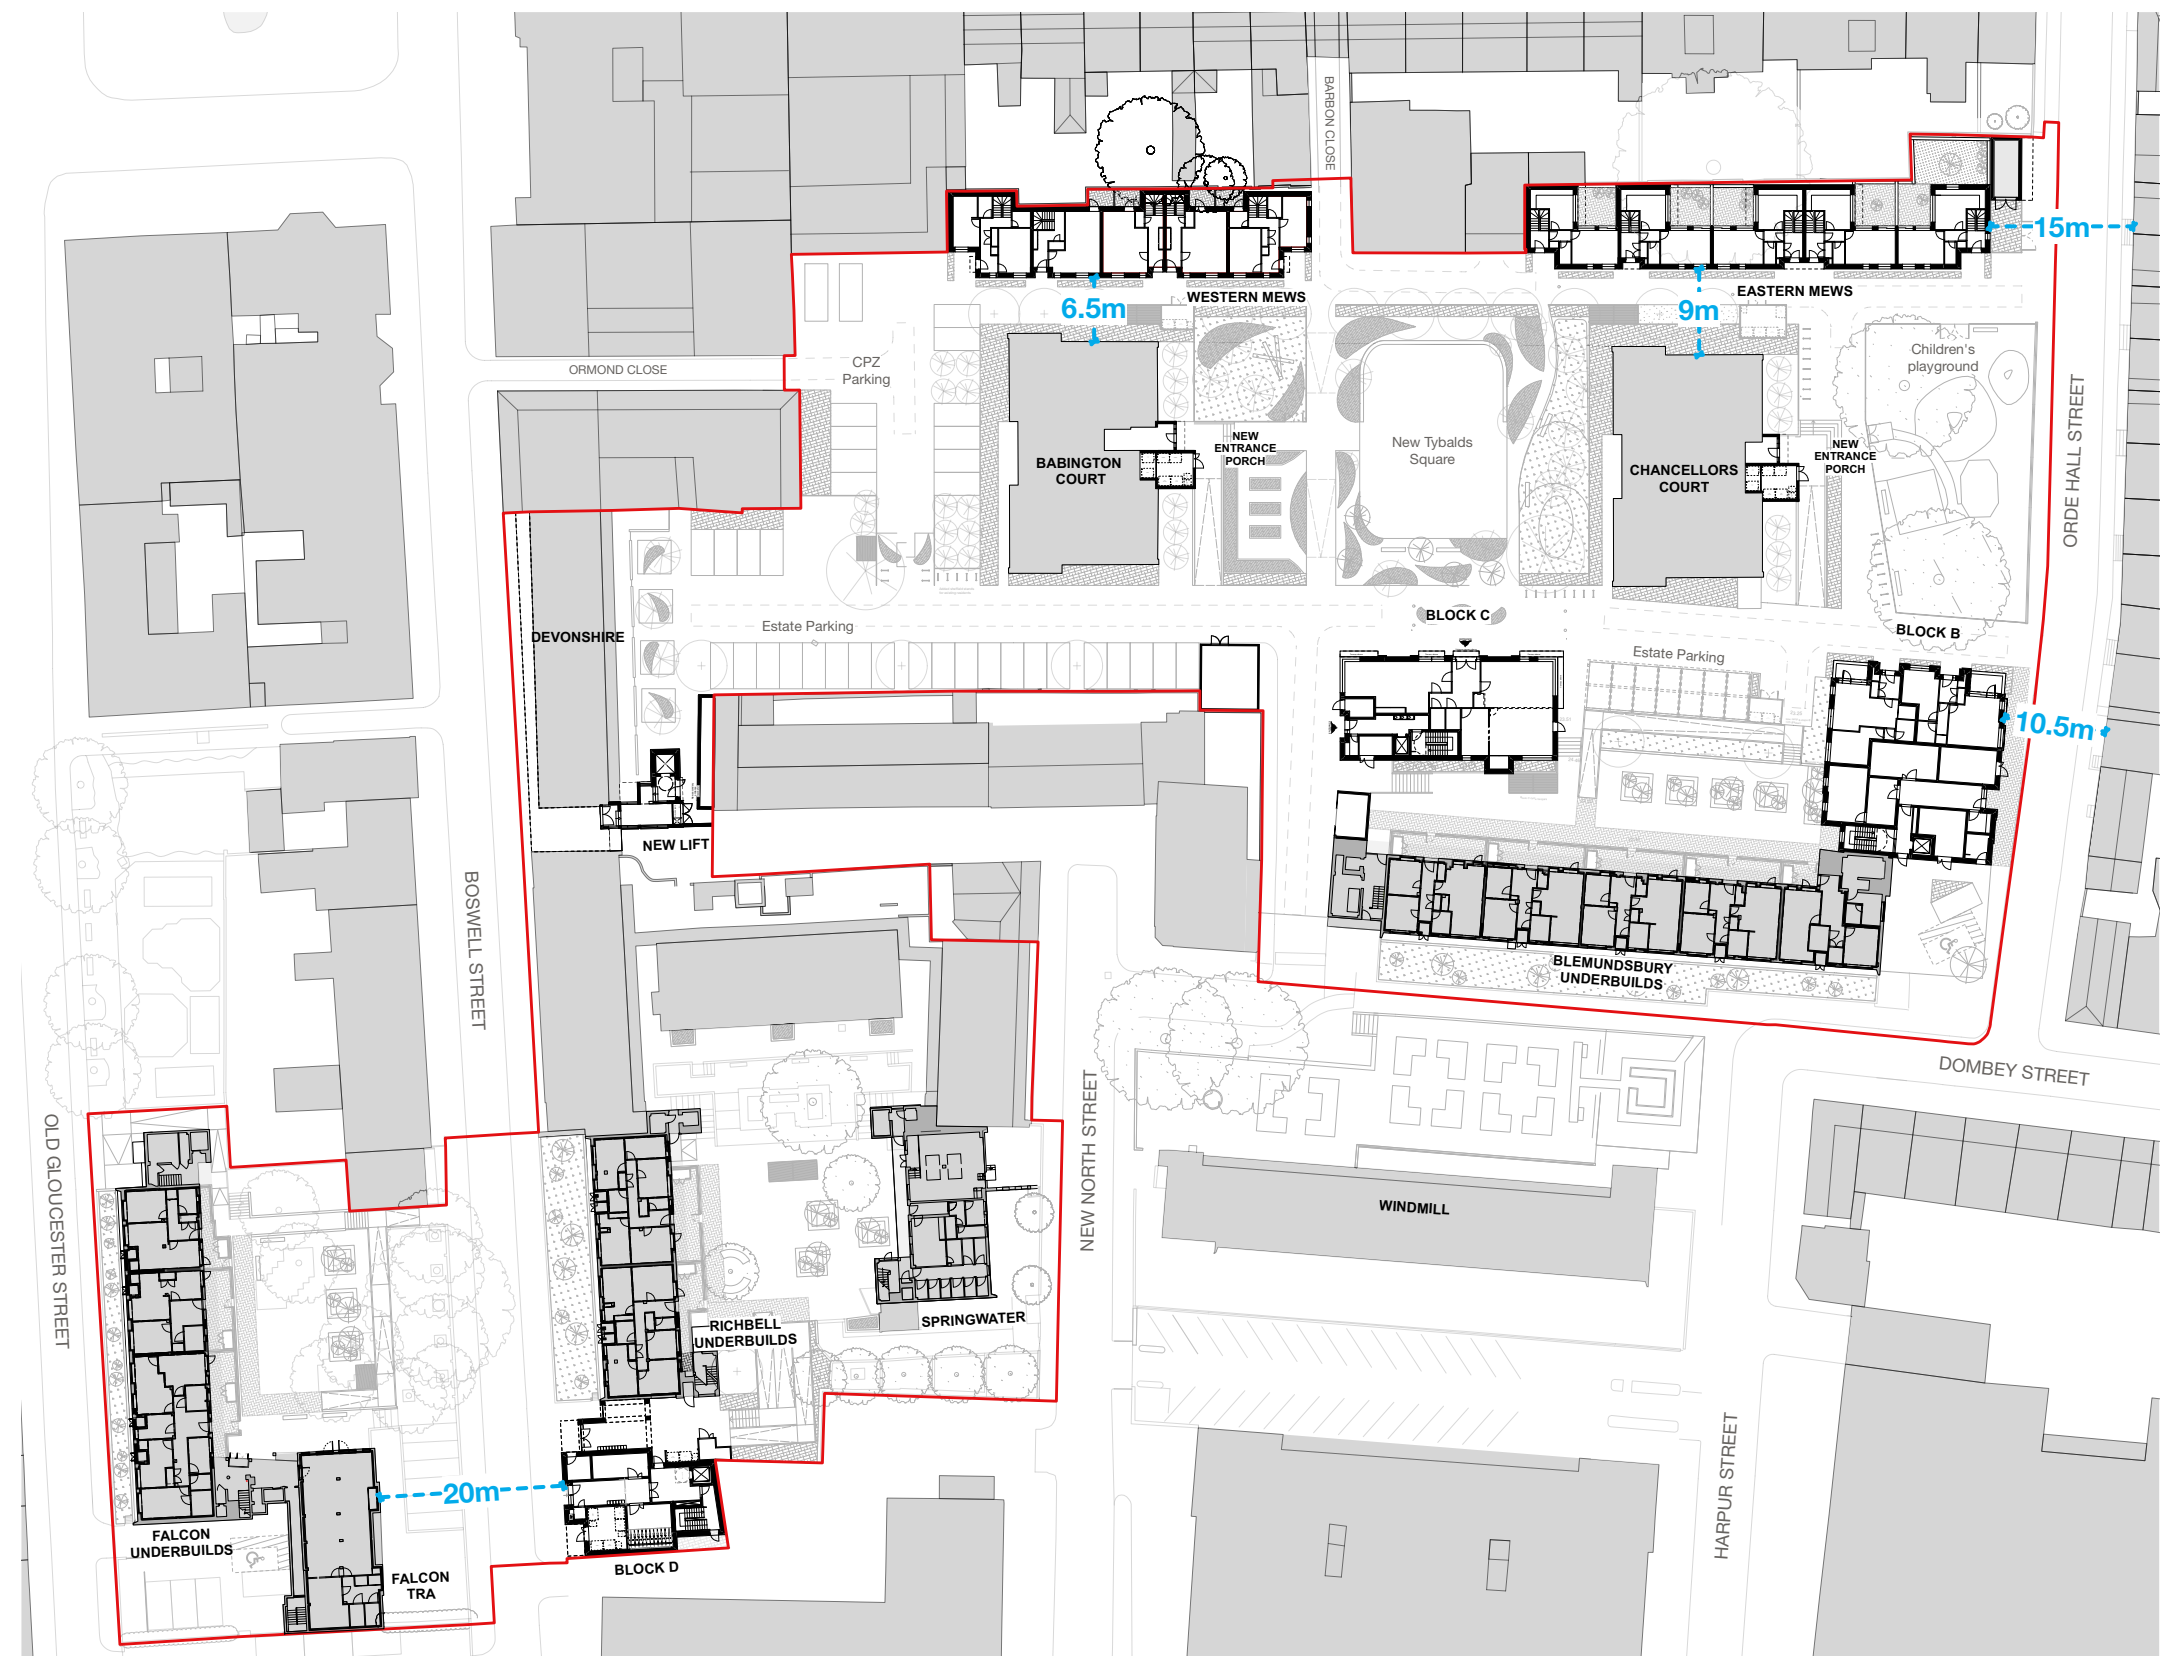 BARBON CLOSE
15m
WESTERN MEWS
EASTERN MEWS
6.5m
9m
CPZ
Parking
ORMOND CLOSE
Children's
playground
ORDE HALL STREET
NEW
ENTRANCE
PORCH
BABINGTON
COURT
New Tybalds
Square
CHANCELLORS
COURT
NEW
ENTRANCE
PORCH
DEVONSHIRE
Estate Parking
BLOCK C
BLOCK B
Estate Parking
10.5m
NEW LIFT
BOSWELL STREET
BLEMUNDSBURY
UNDERBUILDS
DOMBEY STREET
OLD GLOUCESTER STREET
NEW NORTH STREET
WINDMILL
RICHBELL
UNDERBUILDS
SPRINGWATER
HARPUR STREET
20m
FALCON
UNDERBUILDS
FALCON
TRA
BLOCK D